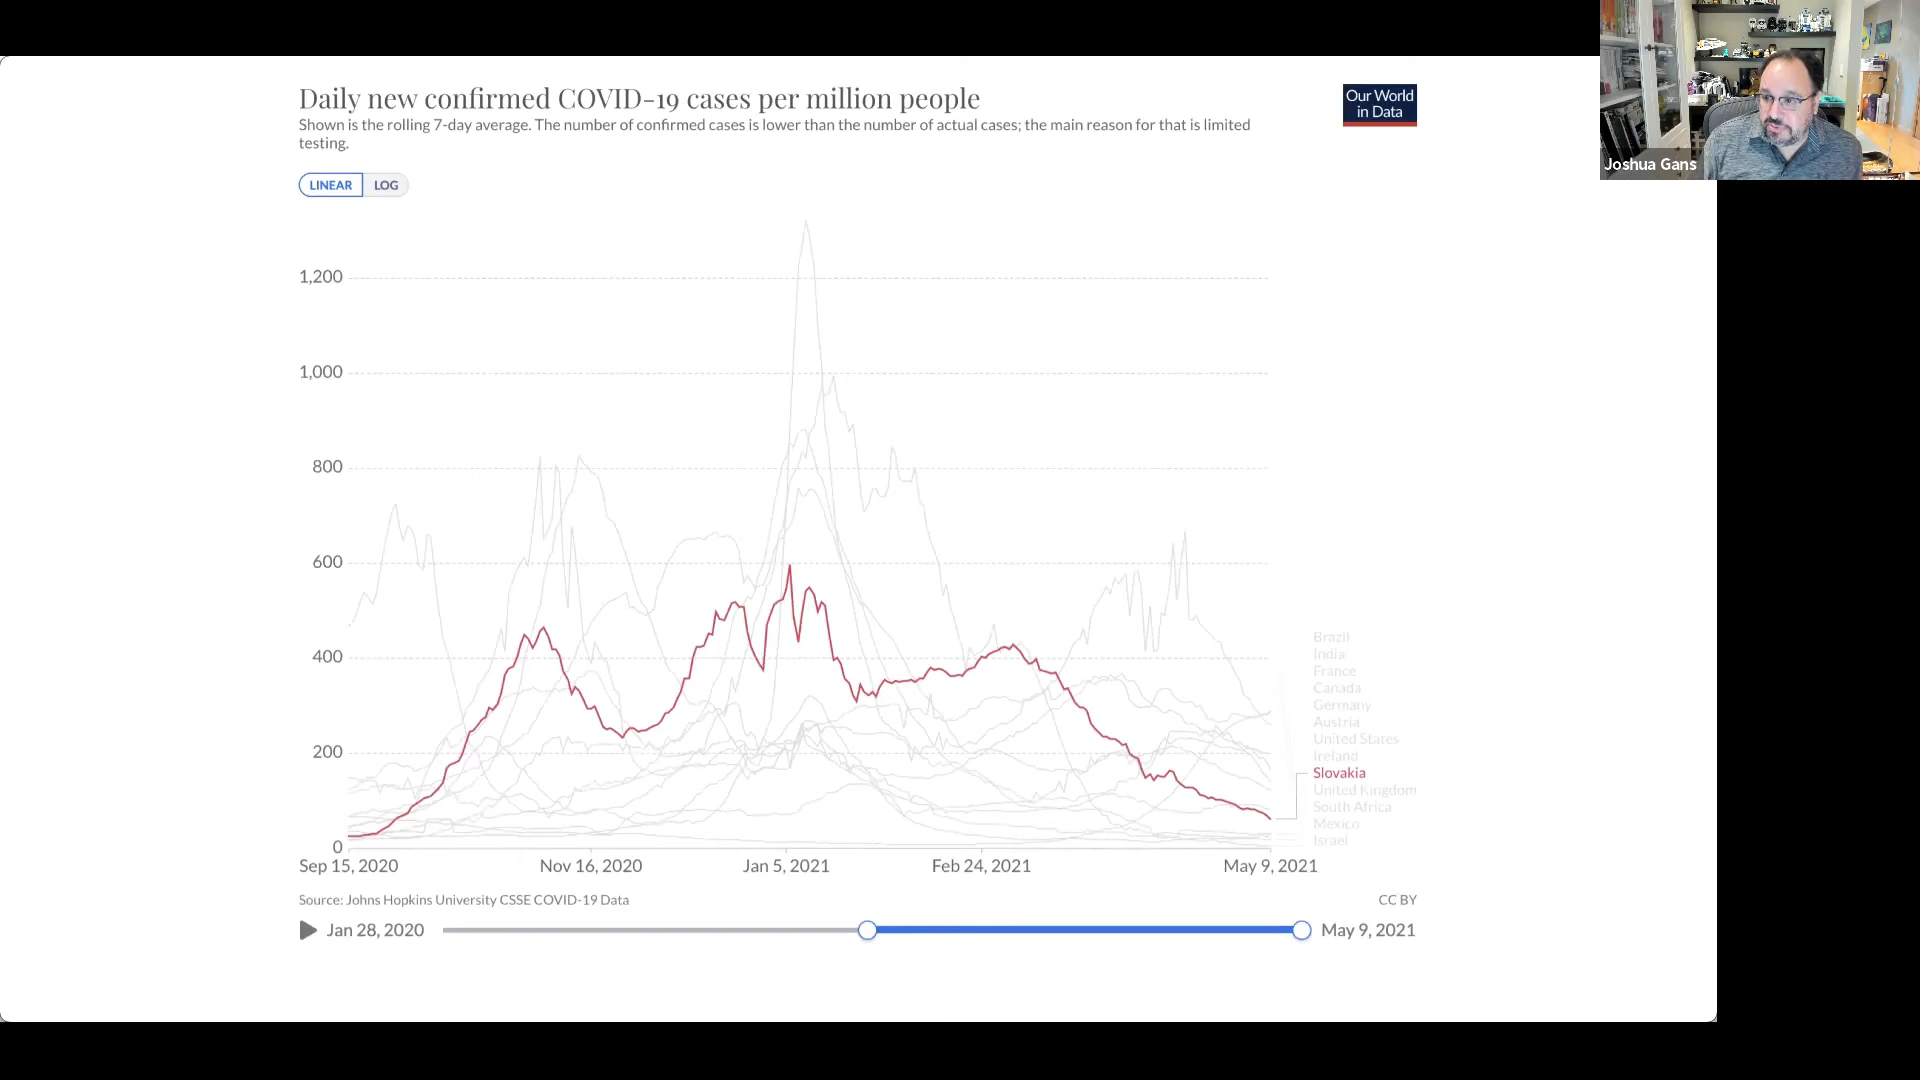 Daily new confirmed COVID-19 cases per million people
Shown is the rolling 7-day average. The number of confirmed cases is lower than the number of actual cases; the main reason for that is limited
testing.
Our World
in Data
Joshua Gans
LINEAR LOG
1,200
1,000
800
600
400
200
0
Brazil
India
France
Canada
Germany
Austria
United States
Ireland
Slovakia
United Kingdom
South Africa
Mexico
Israel
Sep 15, 2020 Nov 16, 2020 Jan 5, 2021 Feb 24, 2021 May 9, 2021
Source: Johns Hopkins University CSSE COVID-19 Data CC BY
Jan 28, 2020 May 9, 2021